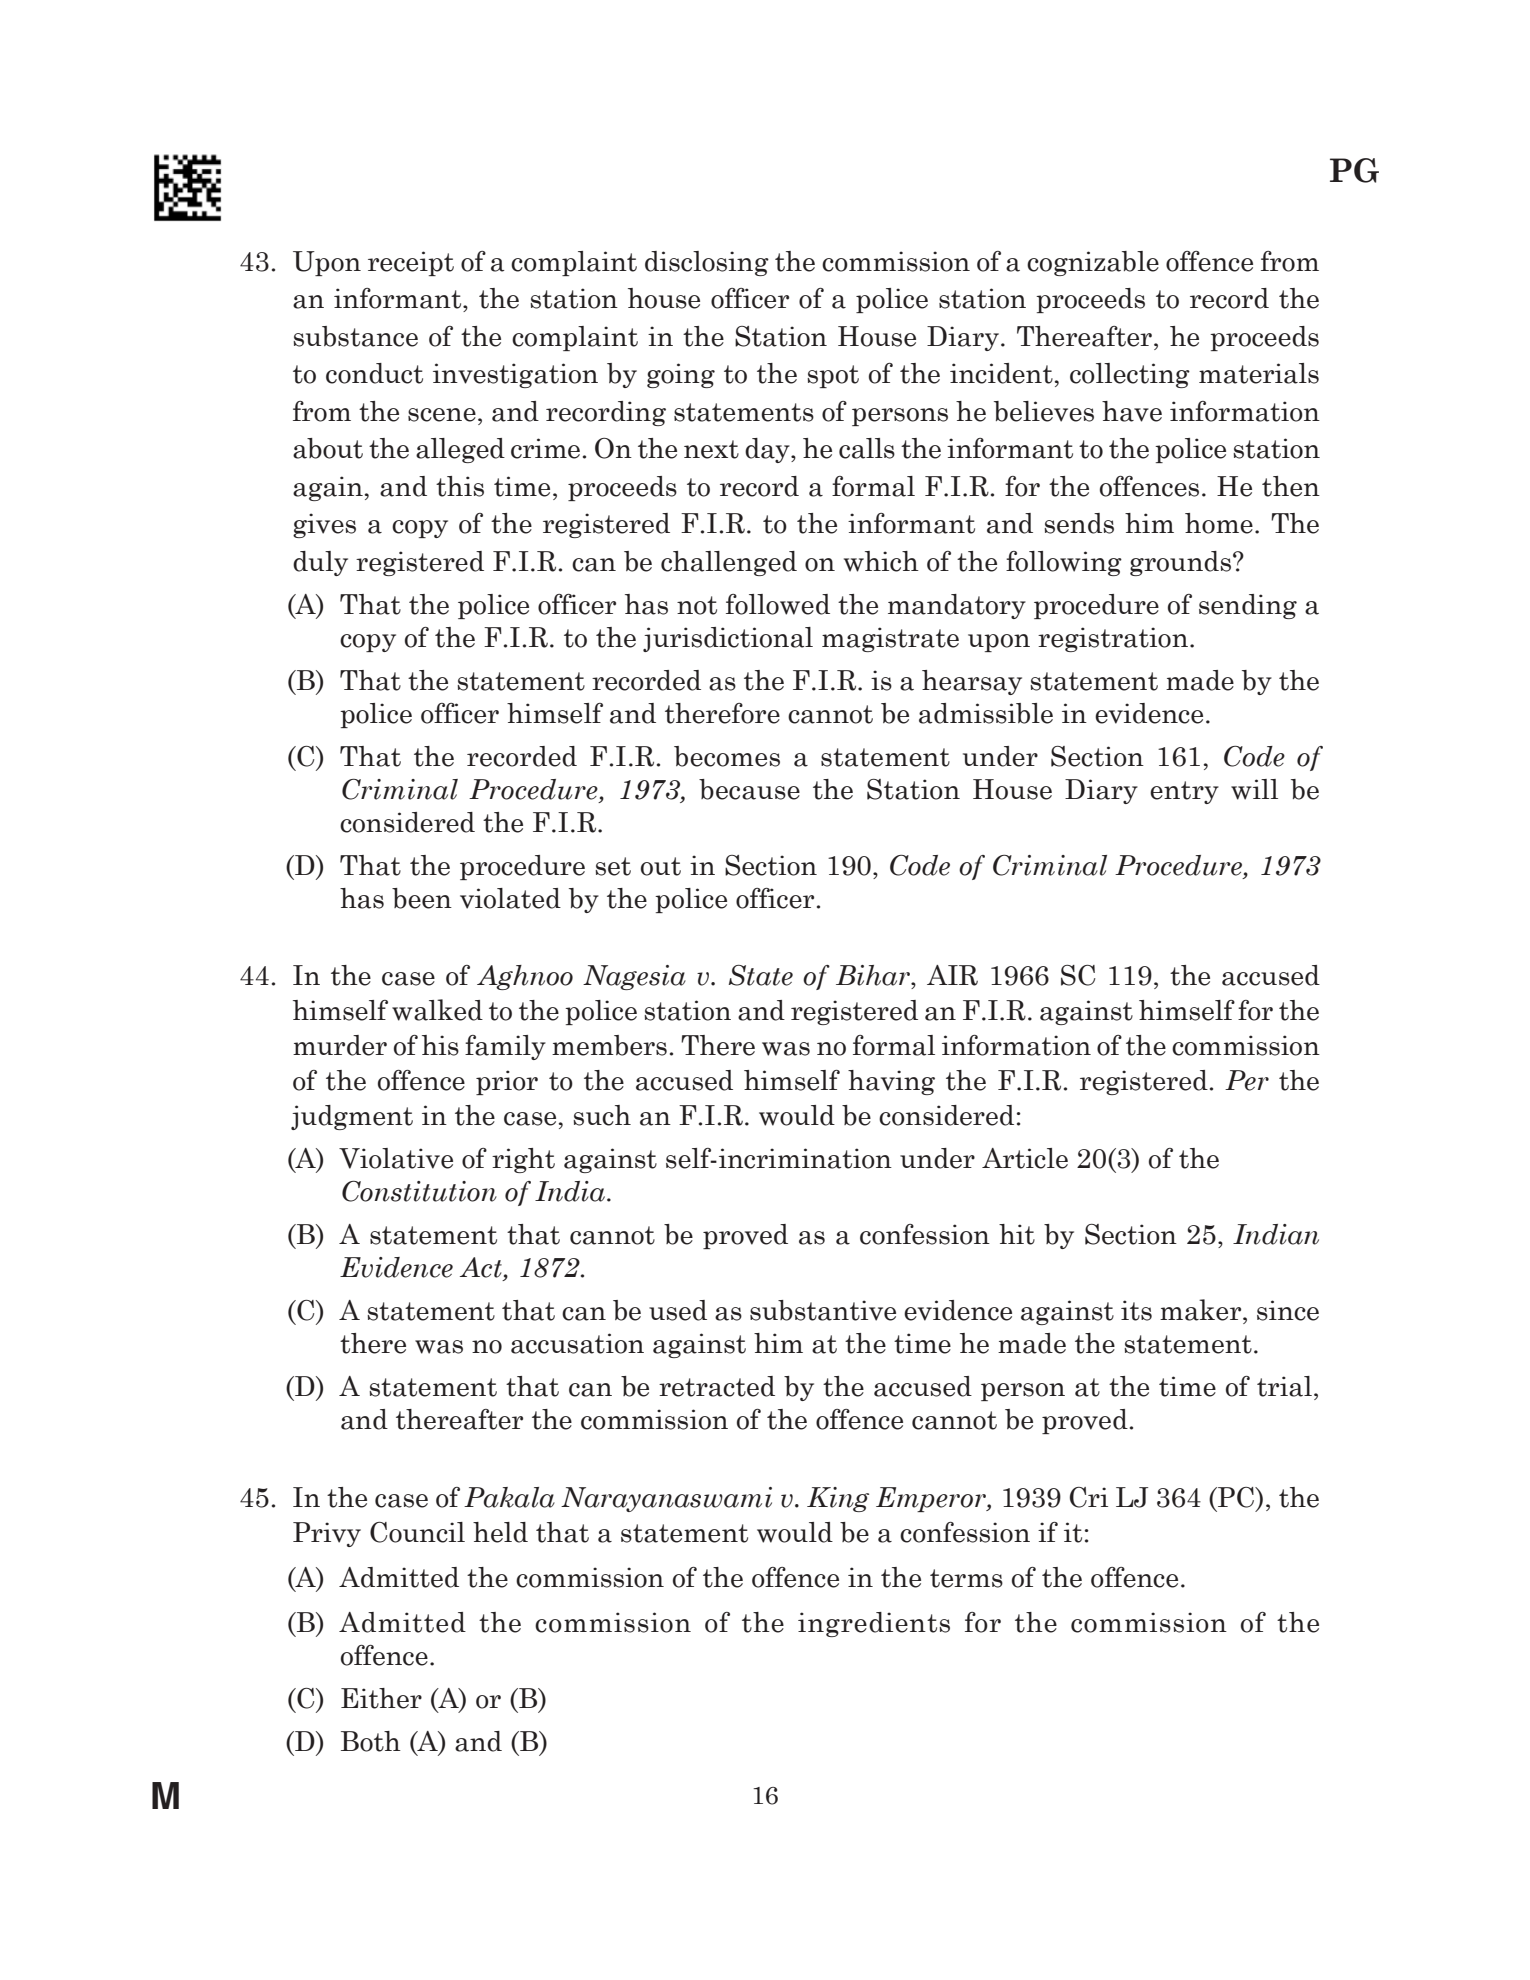 PG
43. Upon receipt of a complaint disclosing the commission of a cognizable offence from
an informant, the station house officer of a police station proceeds to record the
substance of the complaint in the Station House Diary. Thereafter, he proceeds
to conduct investigation by going to the spot of the incident, collecting materials
from the scene, and recording statements of persons he believes have information
about the alleged crime. On the next day, he calls the informant to the police station
again, and this time, proceeds to record a formal F.I.R. for the offences. He then
gives a copy of the registered F.I.R. to the informant and sends him home. The
duly registered F.I.R. can be challenged on which of the following grounds?
(A) That the police officer has not followed the mandatory procedure of sending a
copy of the F.I.R. to the jurisdictional magistrate upon registration.
(B) That the statement recorded as the F.I.R. is a hearsay statement made by the
police officer himself and therefore cannot be admissible in evidence.
(C) That the recorded F.I.R. becomes a statement under Section 161, Code of
Criminal Procedure, 1973, because the Station House Diary entry will be
considered the F.I.R.
(D) That the procedure set out in Section 190, Code of Criminal Procedure, 1973
has been violated by the police officer.
44. In the case of Aghnoo Nagesia v. State of Bihar, AIR 1966 SC 119, the accused
himself walked to the police station and registered an F.I.R. against himself for the
murder of his family members. There was no formal information of the commission
of the offence prior to the accused himself having the F.I.R. registered. Per the
judgment in the case, such an F.I.R. would be considered:
(A) Violative of right against self-incrimination under Article 20(3) of the
Constitution of India.
(B) A statement that cannot be proved as a confession hit by Section 25, Indian
Evidence Act, 1872.
(C) A statement that can be used as substantive evidence against its maker, since
there was no accusation against him at the time he made the statement.
(D) A statement that can be retracted by the accused person at the time of trial,
and thereafter the commission of the offence cannot be proved.
45. In the case of Pakala Narayanaswami v. King Emperor, 1939 Cri LJ 364 (PC), the
Privy Council held that a statement would be a confession if it:
(A) Admitted the commission of the offence in the terms of the offence.
(B) Admitted the commission of the ingredients for the commission of the
offence.
(C) Either (A) or (B)
(D) Both (A) and (B)
M
16